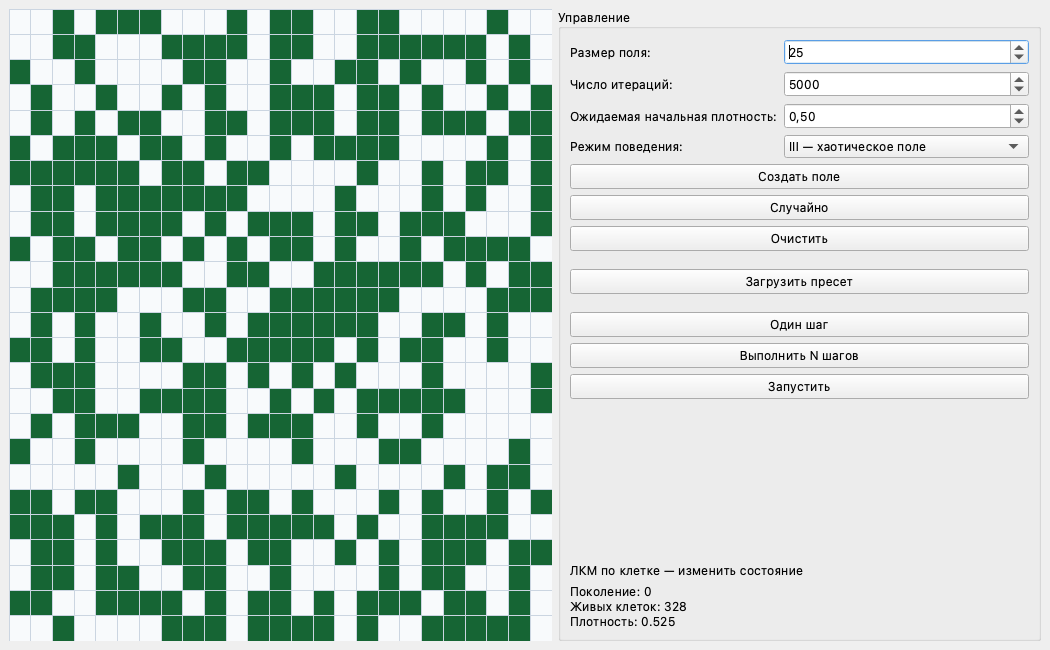 Управление
Размер поля: 25
Число итераций: 5000
Ожидаемая начальная плотность: 0,50
Режим поведения: III — хаотическое поле
Создать поле
Случайно
Очистить
Загрузить пресет
Один шаг
Выполнить N шагов
Запустить
ЛКМ по клетке — изменить состояние
Поколение: 0
Живых клеток: 328
Плотность: 0.525